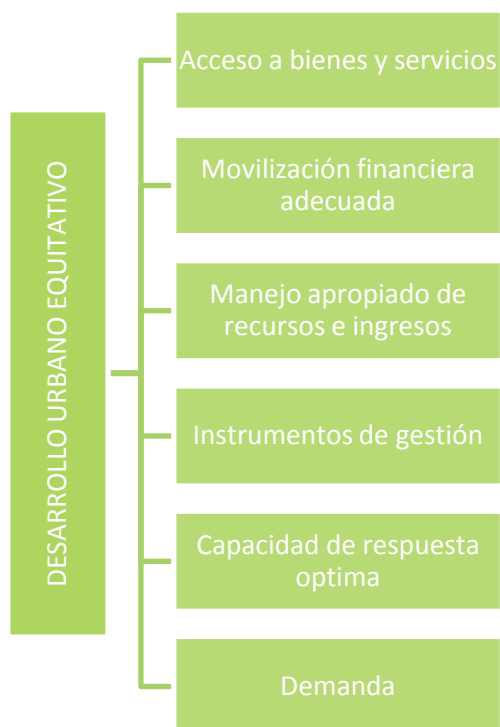 DESARROLLO URBANO EQUITATIVO
Acceso a bienes y servicios
Movilización financiera
adecuada
Manejo apropiado de
recursos e ingresos
Instrumentos de gestión
Capacidad de respuesta
optima
Demanda